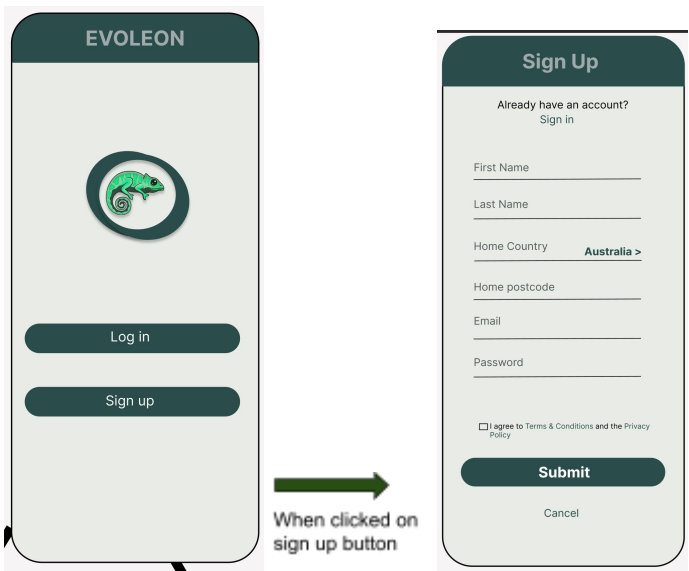 EVOLEON
Log in
Sign up
When clicked on
sign up button
Sign Up
Already have an account?
Sign in
First Name
Last Name
Home Country
Australia >
Home postcode
Email
Password
I agree to Terms & Conditions and the Privacy
Policy
Submit
Cancel